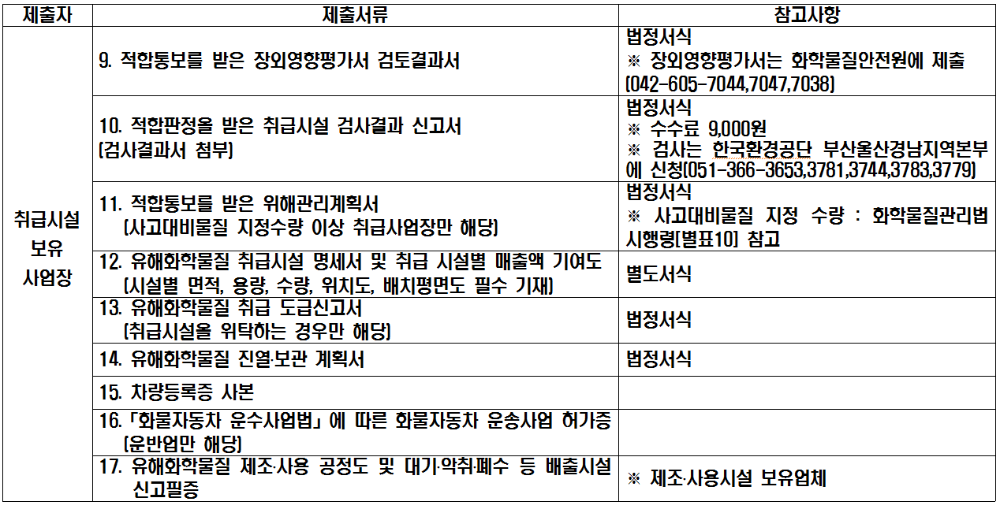 제출자 제출서류 참고사항
취급시설
보유
사업장
9. 적합통보를 받은 장외영향평가서 검토결과서
법정서식
※ 장외영향평가서는 화학물질안전원에 제출
(042-605-7044,7047,7038)
10. 적합판정을 받은 취급시설 검사결과 신고서
(검사결과서 첨부)
법정서식
※ 수수료 9,000원
※ 검사는 한국환경공단 부산울산경남지역본부
에 신청(051-366-3653,3781,3744,3783,3779)
11. 적합통보를 받은 위해관리계획서
(사고대비물질 지정수량 이상 취급사업장만 해당)
법정서식
※ 사고대비물질 지정 수량 : 화학물질관리법
시행령[별표10] 참고
12. 유해화학물질 취급시설 명세서 및 취급 시설별 매출액 기여도
(시설별 면적, 용량, 수량, 위치도, 배치평면도 필수 기재)
별도서식
13. 유해화학물질 취급 도급신고서
(취급시설을 위탁하는 경우만 해당)
법정서식
14. 유해화학물질 진열·보관 계획서
법정서식
15. 차량등록증 사본
16.「화물자동차 운수사업법」에 따른 화물자동차 운송사업 허가증
(운반업만 해당)
17. 유해화학물질 제조·사용 공정도 및 대기·악취·폐수 등 배출시설
신고필증
※ 제조·사용시설 보유업체